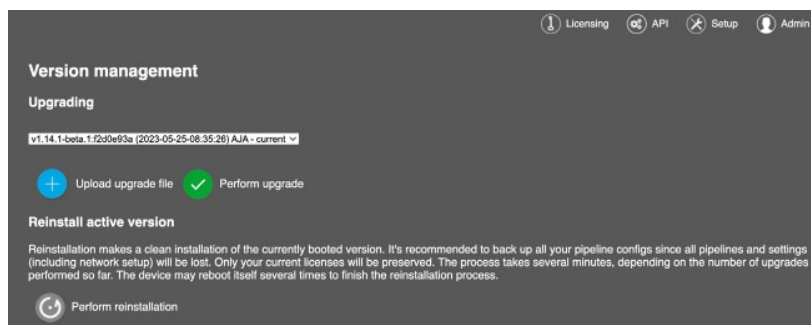 Licensing API Setup Admin
Version management
Upgrading
v1.14.1-beta.1:f2d0e93a (2023-05-25-08:35:26) AJA - current
Upload upgrade file Perform upgrade
Reinstall active version
Reinstallation makes a clean installation of the currently booted version. It's recommended to back up all your pipeline configs since all pipelines and settings
(including network setup) will be lost. Only your current licenses will be preserved. The process takes several minutes, depending on the number of upgrades
performed so far. The device may reboot itself several times to finish the reinstallation process.
Perform reinstallation